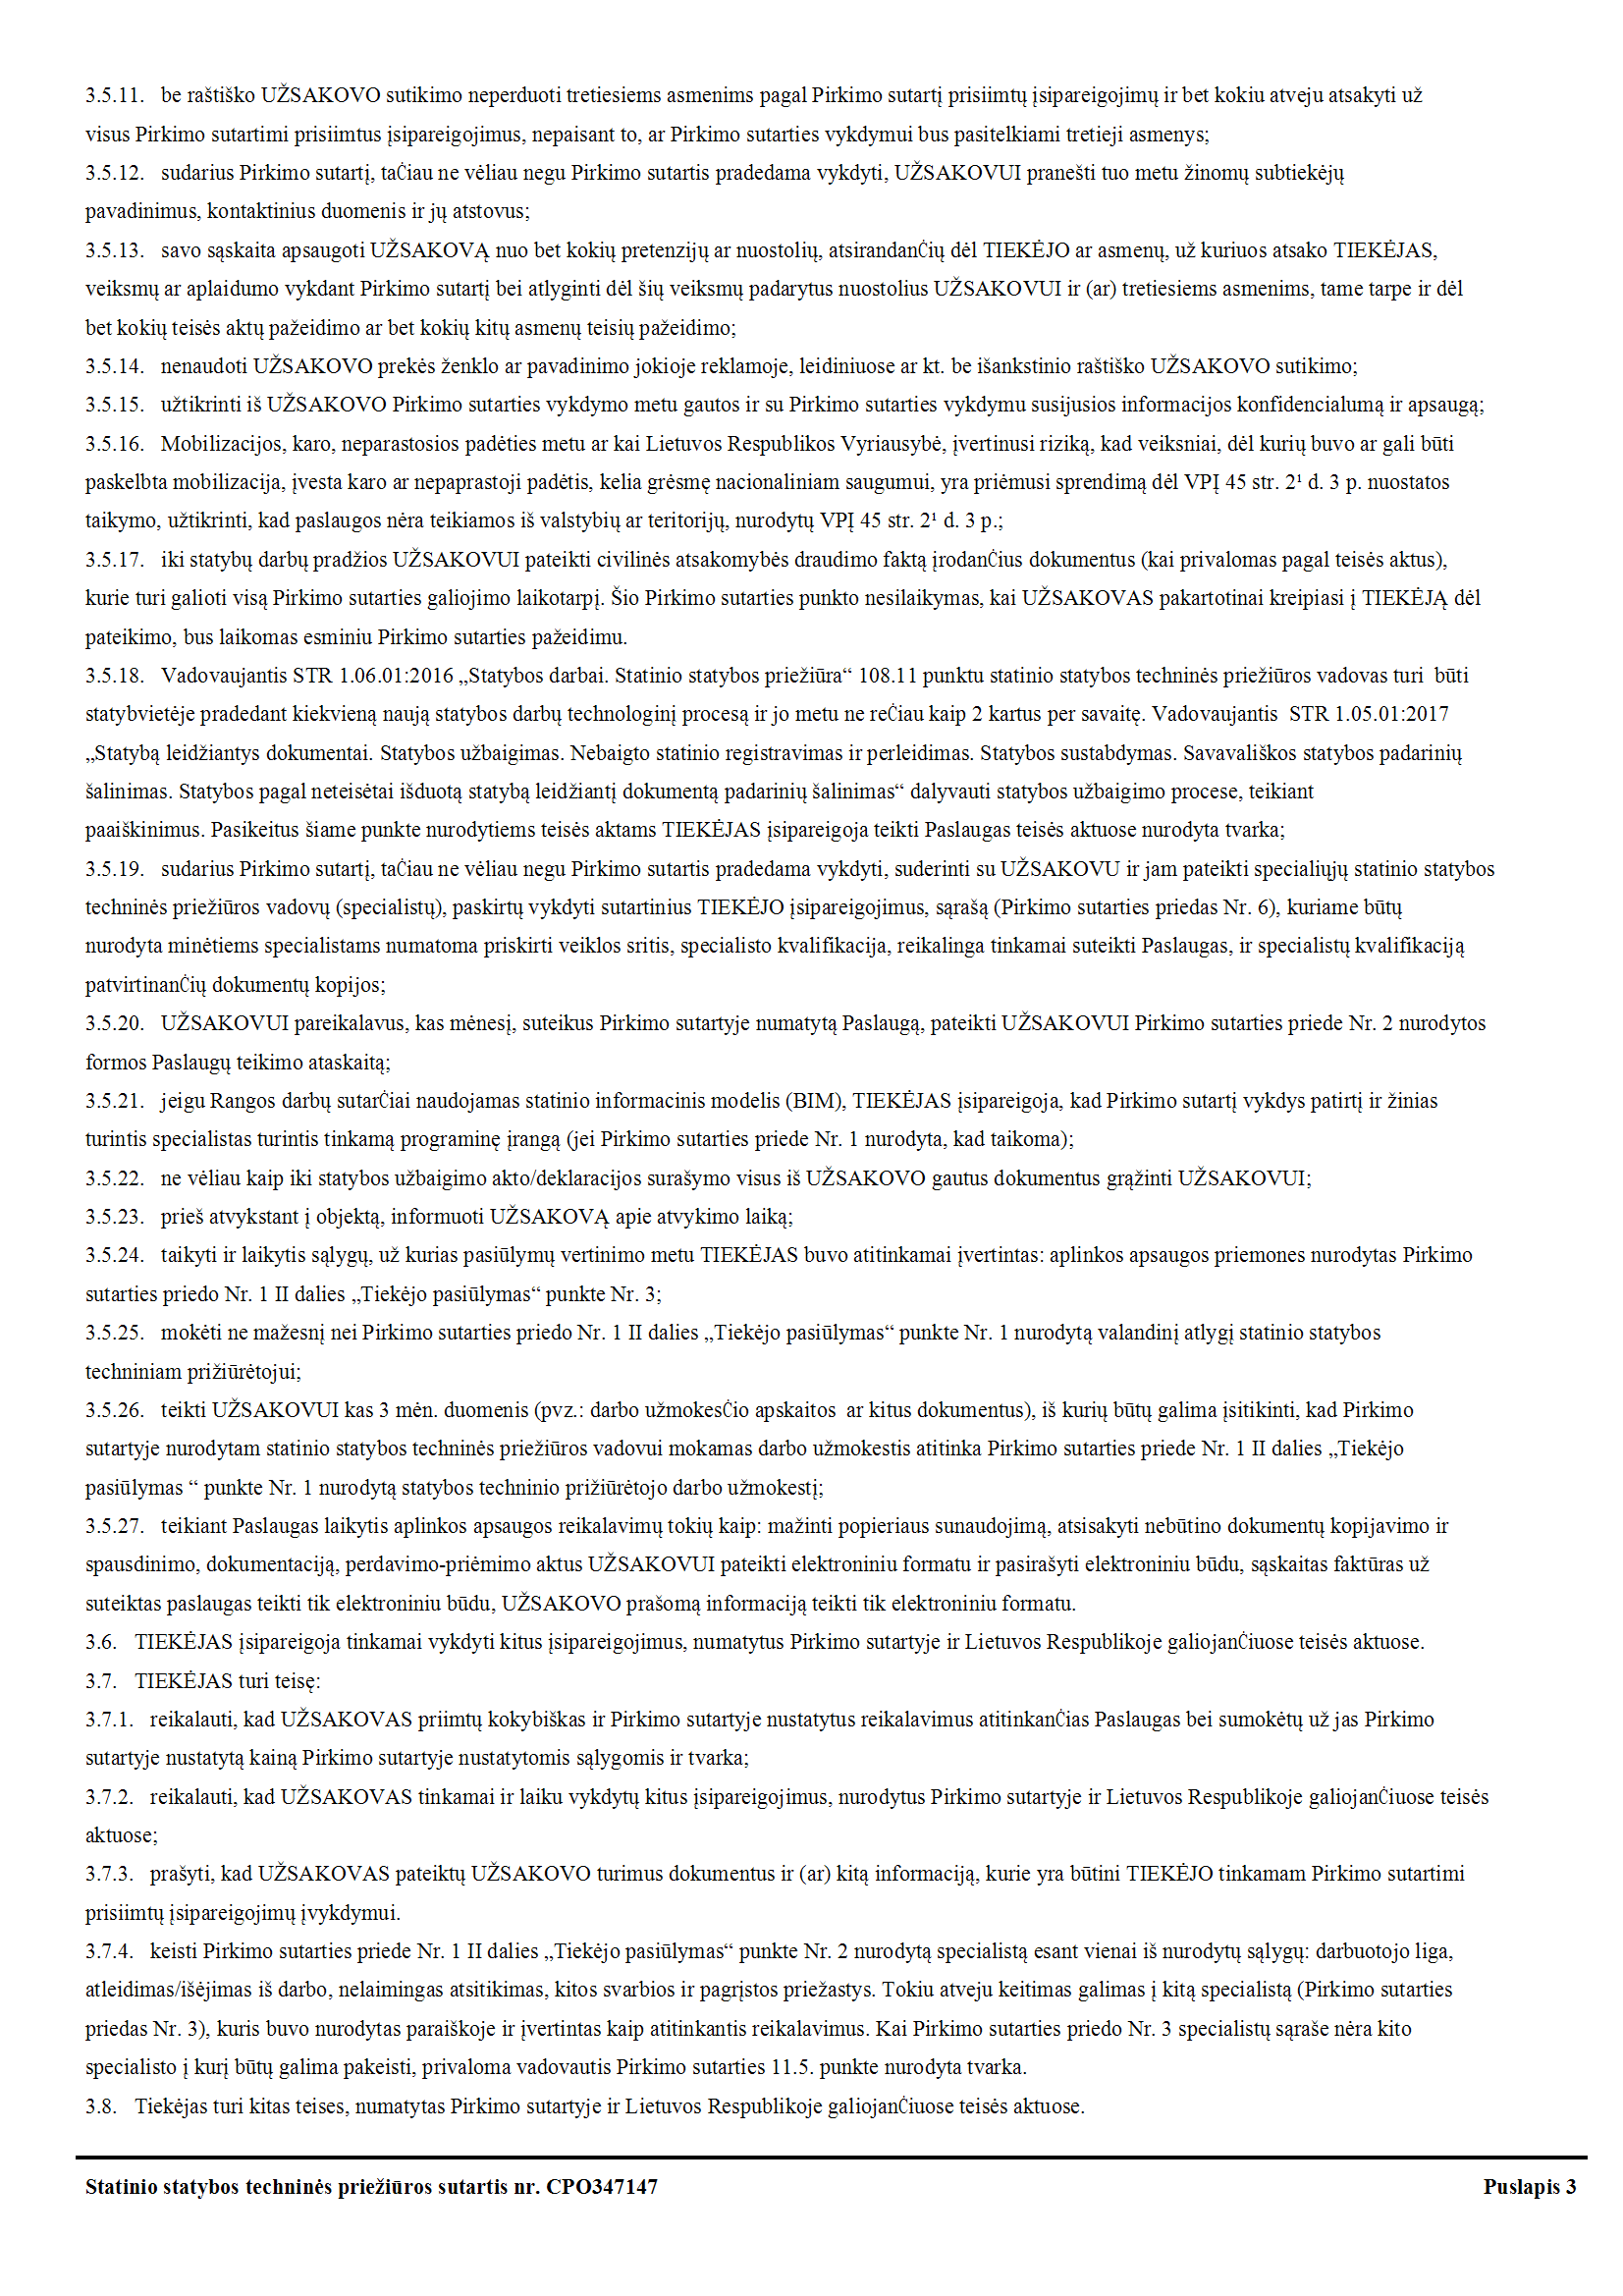 3.5.11. be raštiško UŽSAKOVO sutikimo neperduoti tretiesiems asmenims pagal Pirkimo sutartį prisiimtų įsipareigojimų ir bet kokiu atveju atsakyti už
visus Pirkimo sutartimi prisiimtus įsipareigojimus, nepaisant to, ar Pirkimo sutarties vykdymui bus pasitelkiami tretieji asmenys;
3.5.12. sudarius Pirkimo sutartį, taĊiau ne vėliau negu Pirkimo sutartis pradedama vykdyti, UŽSAKOVUI pranešti tuo metu žinomų subtiekėjų
pavadinimus, kontaktinius duomenis ir jų atstovus;
3.5.13. savo sąskaita apsaugoti UŽSAKOVĄ nuo bet kokių pretenzijų ar nuostolių, atsirandanĊių dėl TIEKĖJO ar asmenų, už kuriuos atsako TIEKĖJAS,
veiksmų ar aplaidumo vykdant Pirkimo sutartį bei atlyginti dėl šių veiksmų padarytus nuostolius UŽSAKOVUI ir (ar) tretiesiems asmenims, tame tarpe ir dėl
bet kokių teisės aktų pažeidimo ar bet kokių kitų asmenų teisių pažeidimo;
3.5.14. nenaudoti UŽSAKOVO prekės ženklo ar pavadinimo jokioje reklamoje, leidiniuose ar kt. be išankstinio raštiško UŽSAKOVO sutikimo;
3.5.15. užtikrinti iš UŽSAKOVO Pirkimo sutarties vykdymo metu gautos ir su Pirkimo sutarties vykdymu susijusios informacijos konfidencialumą ir apsaugą;
3.5.16. Mobilizacijos, karo, neparastosios padėties metu ar kai Lietuvos Respublikos Vyriausybė, įvertinusi riziką, kad veiksniai, dėl kurių buvo ar gali būti
paskelbta mobilizacija, įvesta karo ar nepaprastoji padėtis, kelia grėsmę nacionaliniam saugumui, yra priėmusi sprendimą dėl VPĮ 45 str. 2¹ d. 3 p. nuostatos
taikymo, užtikrinti, kad paslaugos nėra teikiamos iš valstybių ar teritorijų, nurodytų VPĮ 45 str. 2¹ d. 3 p.;
3.5.17. iki statybų darbų pradžios UŽSAKOVUI pateikti civilinės atsakomybės draudimo faktą įrodanĊius dokumentus (kai privalomas pagal teisės aktus),
kurie turi galioti visą Pirkimo sutarties galiojimo laikotarpį. Šio Pirkimo sutarties punkto nesilaikymas, kai UŽSAKOVAS pakartotinai kreipiasi į TIEKĖJĄ dėl
pateikimo, bus laikomas esminiu Pirkimo sutarties pažeidimu.
3.5.18. Vadovaujantis STR 1.06.01:2016 „Statybos darbai. Statinio statybos priežiūra“ 108.11 punktu statinio statybos techninės priežiūros vadovas turi būti
statybvietėje pradedant kiekvieną naują statybos darbų technologinį procesą ir jo metu ne reĊiau kaip 2 kartus per savaitę. Vadovaujantis STR 1.05.01:2017
„Statybą leidžiantys dokumentai. Statybos užbaigimas. Nebaigto statinio registravimas ir perleidimas. Statybos sustabdymas. Savavališkos statybos padarinių
šalinimas. Statybos pagal neteisėtai išduotą statybą leidžiantį dokumentą padarinių šalinimas“ dalyvauti statybos užbaigimo procese, teikiant
paaiškinimus. Pasikeitus šiame punkte nurodytiems teisės aktams TIEKĖJAS įsipareigoja teikti Paslaugas teisės aktuose nurodyta tvarka;
3.5.19. sudarius Pirkimo sutartį, taĊiau ne vėliau negu Pirkimo sutartis pradedama vykdyti, suderinti su UŽSAKOVU ir jam pateikti specialiųjų statinio statybos
techninės priežiūros vadovų (specialistų), paskirtų vykdyti sutartinius TIEKĖJO įsipareigojimus, sąrašą (Pirkimo sutarties priedas Nr. 6), kuriame būtų
nurodyta minėtiems specialistams numatoma priskirti veiklos sritis, specialisto kvalifikacija, reikalinga tinkamai suteikti Paslaugas, ir specialistų kvalifikaciją
patvirtinanĊių dokumentų kopijos;
3.5.20. UŽSAKOVUI pareikalavus, kas mėnesį, suteikus Pirkimo sutartyje numatytą Paslaugą, pateikti UŽSAKOVUI Pirkimo sutarties priede Nr. 2 nurodytos
formos Paslaugų teikimo ataskaitą;
3.5.21. jeigu Rangos darbų sutarĊiai naudojamas statinio informacinis modelis (BIM), TIEKĖJAS įsipareigoja, kad Pirkimo sutartį vykdys patirtį ir žinias
turintis specialistas turintis tinkamą programinę įrangą (jei Pirkimo sutarties priede Nr. 1 nurodyta, kad taikoma);
3.5.22. ne vėliau kaip iki statybos užbaigimo akto/deklaracijos surašymo visus iš UŽSAKOVO gautus dokumentus grąžinti UŽSAKOVUI;
3.5.23. prieš atvykstant į objektą, informuoti UŽSAKOVĄ apie atvykimo laiką;
3.5.24. taikyti ir laikytis sąlygų, už kurias pasiūlymų vertinimo metu TIEKĖJAS buvo atitinkamai įvertintas: aplinkos apsaugos priemones nurodytas Pirkimo
sutarties priedo Nr. 1 II dalies „Tiekėjo pasiūlymas“ punkte Nr. 3;
3.5.25. mokėti ne mažesnį nei Pirkimo sutarties priedo Nr. 1 II dalies „Tiekėjo pasiūlymas“ punkte Nr. 1 nurodytą valandinį atlygį statinio statybos
techniniam prižiūrėtojui;
3.5.26. teikti UŽSAKOVUI kas 3 mėn. duomenis (pvz.: darbo užmokesĊio apskaitos ar kitus dokumentus), iš kurių būtų galima įsitikinti, kad Pirkimo
sutartyje nurodytam statinio statybos techninės priežiūros vadovui mokamas darbo užmokestis atitinka Pirkimo sutarties priede Nr. 1 II dalies „Tiekėjo
pasiūlymas “ punkte Nr. 1 nurodytą statybos techninio prižiūrėtojo darbo užmokestį;
3.5.27. teikiant Paslaugas laikytis aplinkos apsaugos reikalavimų tokių kaip: mažinti popieriaus sunaudojimą, atsisakyti nebūtino dokumentų kopijavimo ir
spausdinimo, dokumentaciją, perdavimo-priėmimo aktus UŽSAKOVUI pateikti elektroniniu formatu ir pasirašyti elektroniniu būdu, sąskaitas faktūras už
suteiktas paslaugas teikti tik elektroniniu būdu, UŽSAKOVO prašomą informaciją teikti tik elektroniniu formatu.
3.6. TIEKĖJAS įsipareigoja tinkamai vykdyti kitus įsipareigojimus, numatytus Pirkimo sutartyje ir Lietuvos Respublikoje galiojanĊiuose teisės aktuose.
3.7. TIEKĖJAS turi teisę:
3.7.1. reikalauti, kad UŽSAKOVAS priimtų kokybiškas ir Pirkimo sutartyje nustatytus reikalavimus atitinkanĊias Paslaugas bei sumokėtų už jas Pirkimo
sutartyje nustatytą kainą Pirkimo sutartyje nustatytomis sąlygomis ir tvarka;
3.7.2. reikalauti, kad UŽSAKOVAS tinkamai ir laiku vykdytų kitus įsipareigojimus, nurodytus Pirkimo sutartyje ir Lietuvos Respublikoje galiojanĊiuose teisės
aktuose;
3.7.3. prašyti, kad UŽSAKOVAS pateiktų UŽSAKOVO turimus dokumentus ir (ar) kitą informaciją, kurie yra būtini TIEKĖJO tinkamam Pirkimo sutartimi
prisiimtų įsipareigojimų įvykdymui.
3.7.4. keisti Pirkimo sutarties priede Nr. 1 II dalies „Tiekėjo pasiūlymas“ punkte Nr. 2 nurodytą specialistą esant vienai iš nurodytų sąlygų: darbuotojo liga,
atleidimas/išėjimas iš darbo, nelaimingas atsitikimas, kitos svarbios ir pagrįstos priežastys. Tokiu atveju keitimas galimas į kitą specialistą (Pirkimo sutarties
priedas Nr. 3), kuris buvo nurodytas paraiškoje ir įvertintas kaip atitinkantis reikalavimus. Kai Pirkimo sutarties priedo Nr. 3 specialistų sąraše nėra kito
specialisto į kurį būtų galima pakeisti, privaloma vadovautis Pirkimo sutarties 11.5. punkte nurodyta tvarka.
3.8. Tiekėjas turi kitas teises, numatytas Pirkimo sutartyje ir Lietuvos Respublikoje galiojanĊiuose teisės aktuose.
Statinio statybos techninės priežiūros sutartis nr. CPO347147 Puslapis 3